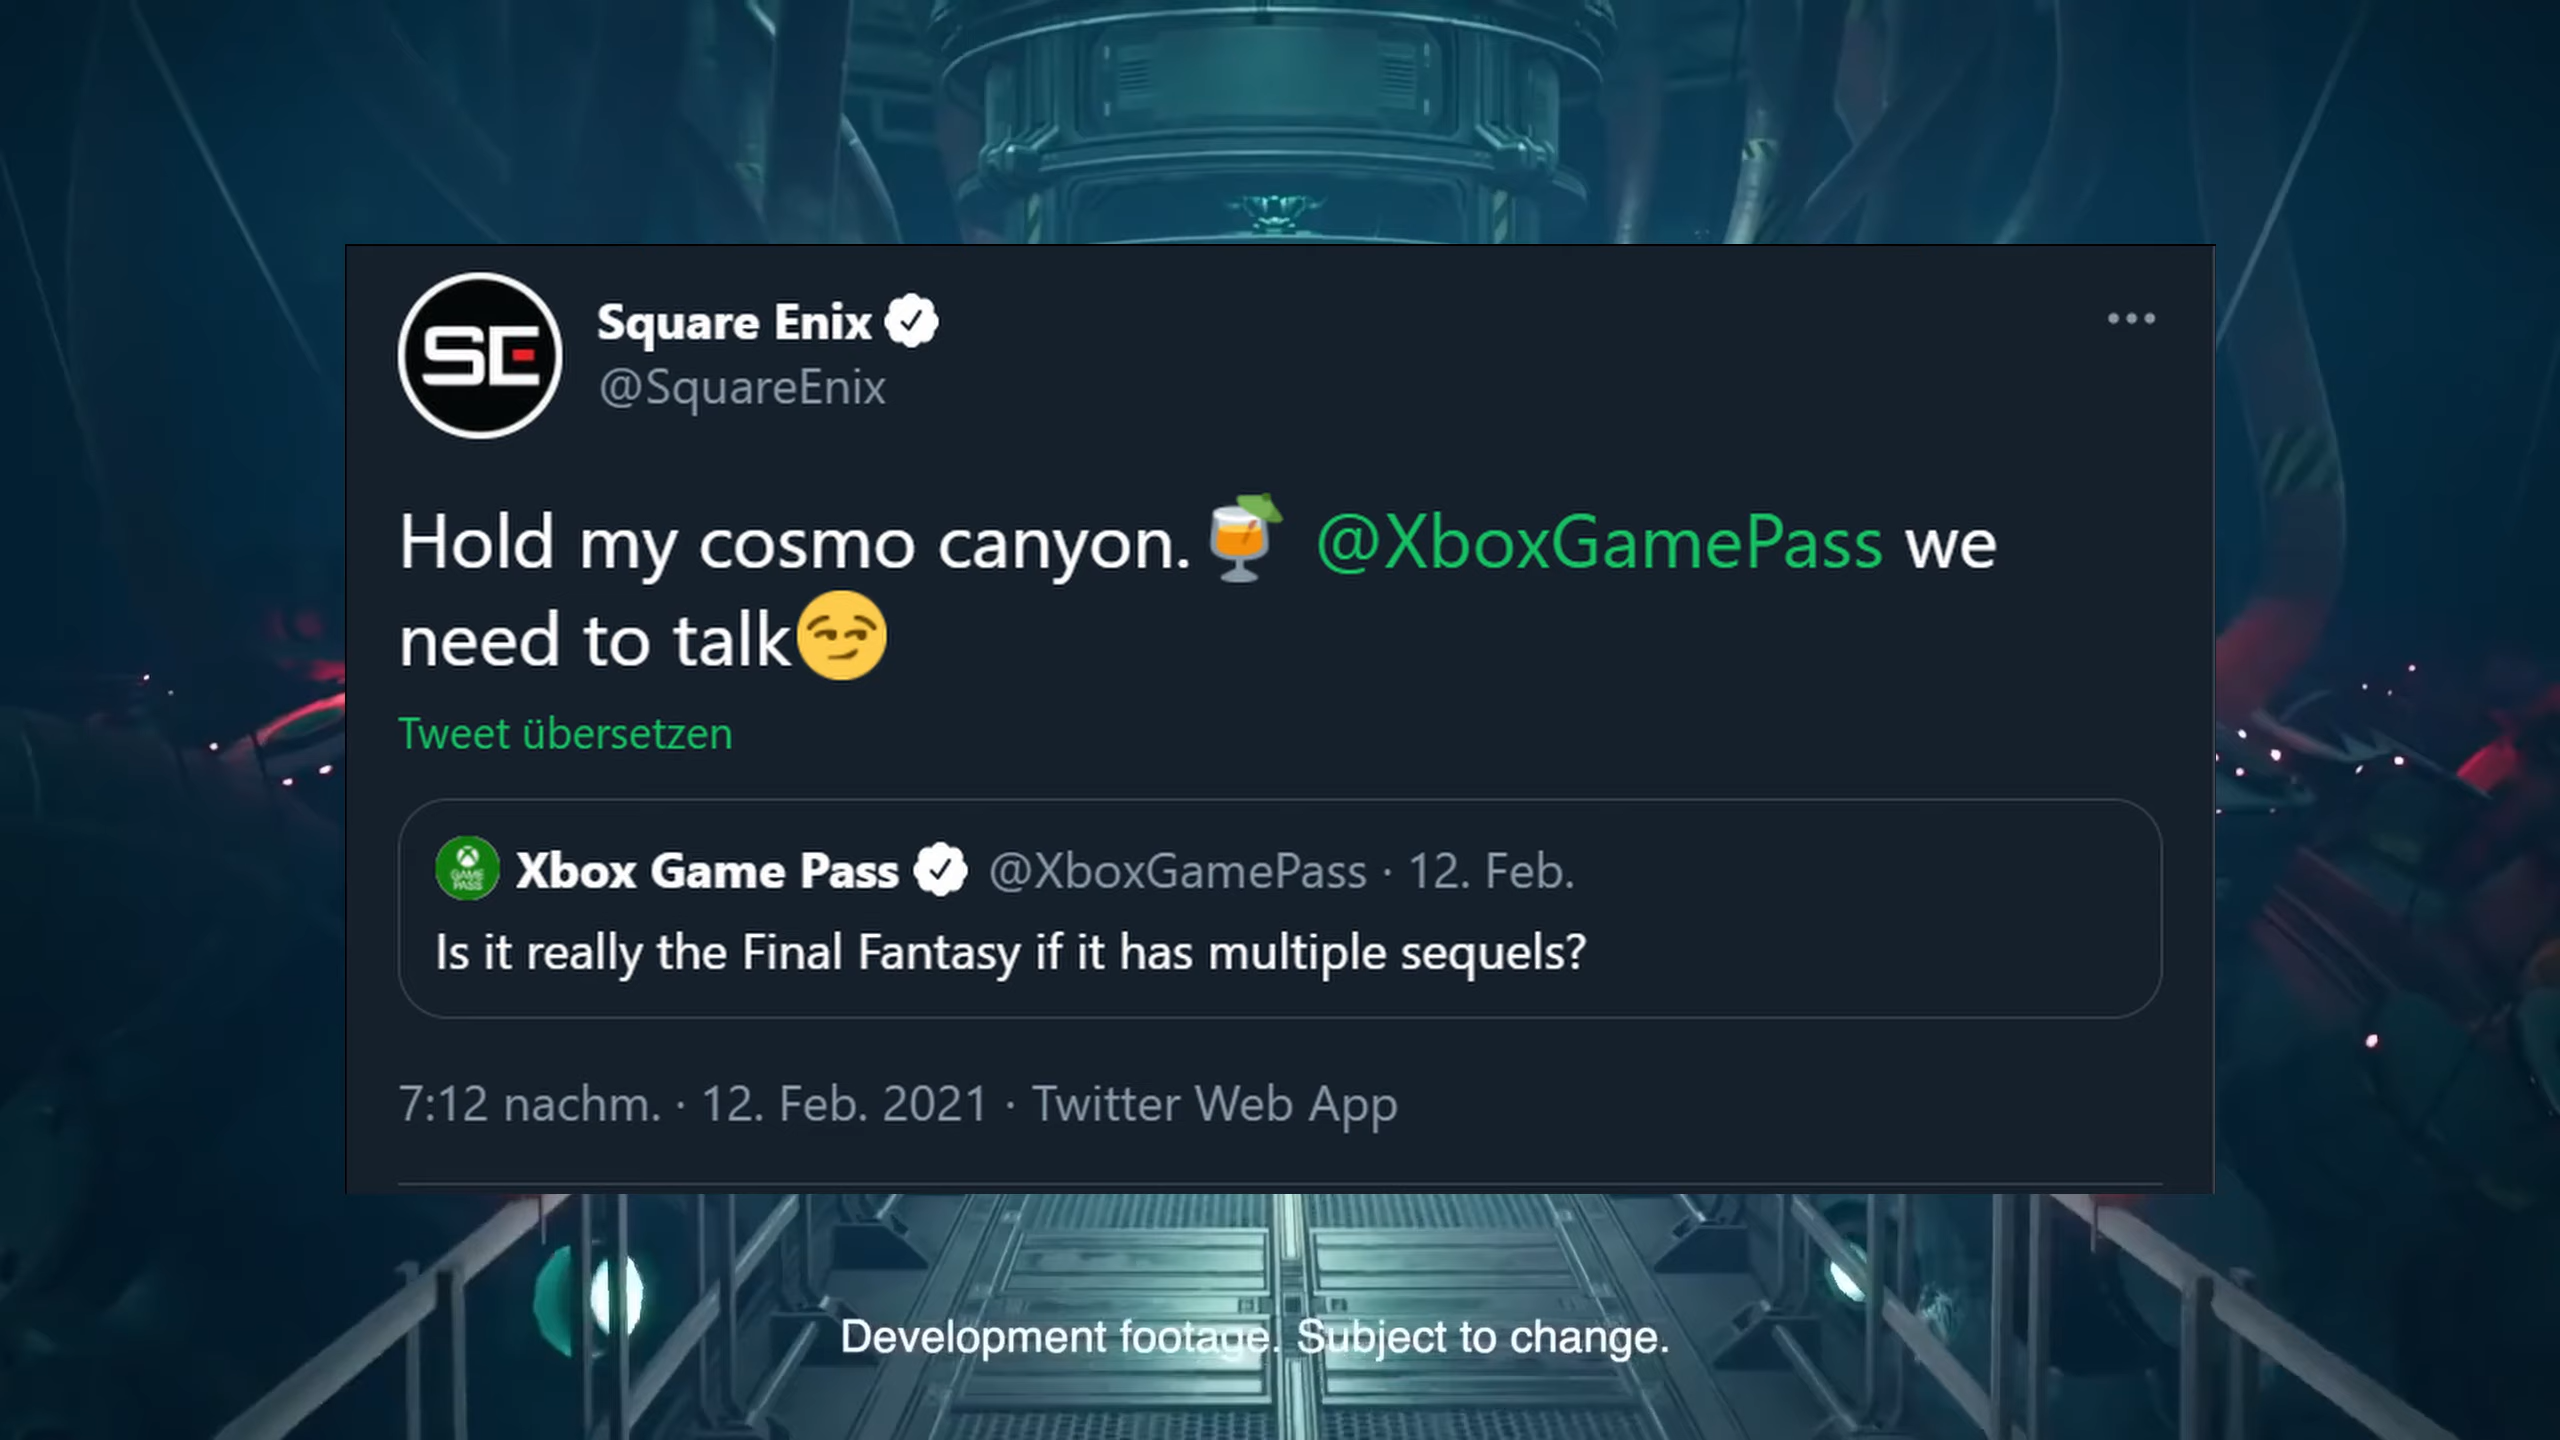 SE
Square Enix
@SquareEnix
Hold my cosmo canyon.🍹 @XboxGamePass we
need to talk😏
Tweet übersetzen
GAME
PASS
Xbox Game Pass @XboxGamePass · 12. Feb.
Is it really the Final Fantasy if it has multiple sequels?
7:12 nachm. · 12. Feb. 2021 · Twitter Web App
Development footage. Subject to change.